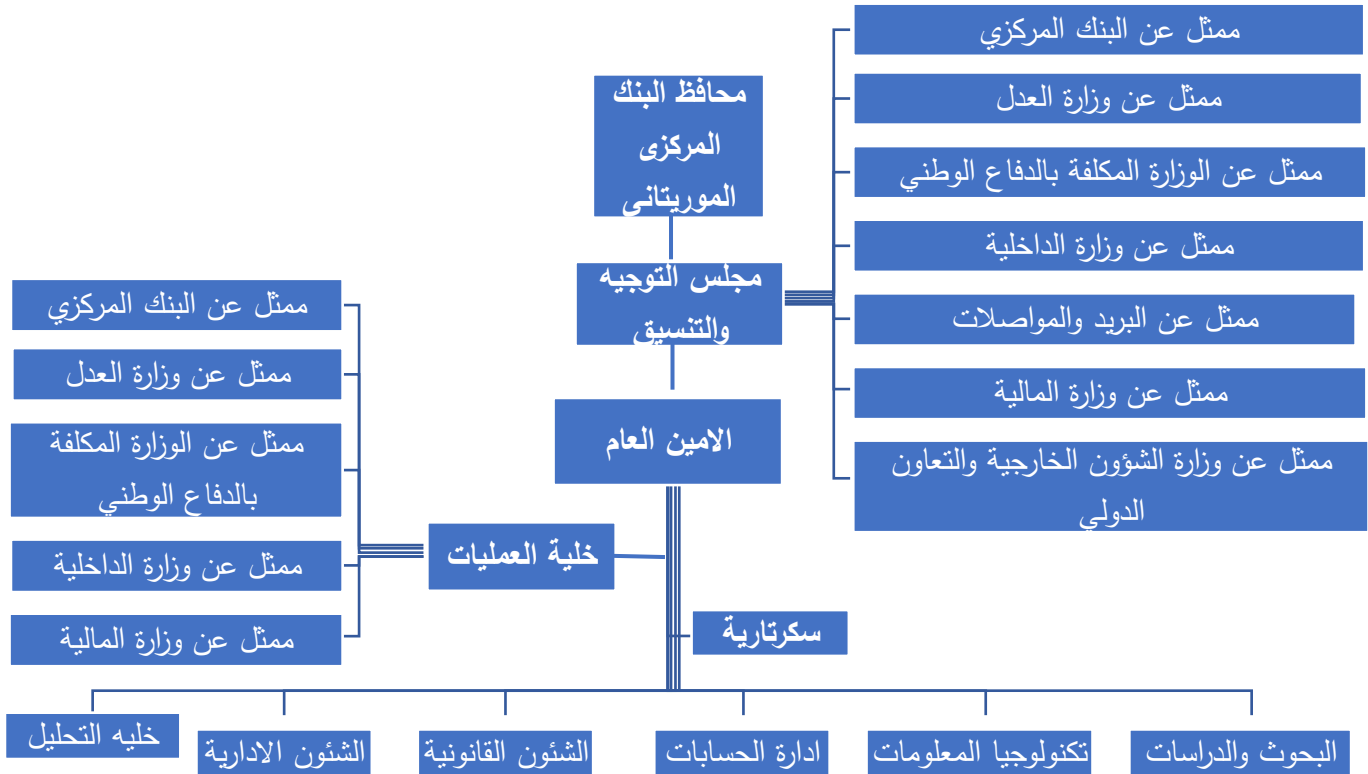 محافظ البنك
المركزى
الموريتانى
مجلس التوجيه
والتنسيق
الامين العام
ممثل عن البنك المركزي
ممثل عن وزارة العدل
ممثل عن الوزارة المكلفة بالدفاع الوطني
ممثل عن وزارة الداخلية
ممثل عن البريد والمواصلات
ممثل عن وزارة المالية
ممثل عن وزارة الشؤون الخارجية والتعاون
الدولي
خلية العمليات
ممثل عن البنك المركزي
ممثل عن وزارة العدل
ممثل عن الوزارة المكلفة
بالدفاع الوطني
ممثل عن وزارة الداخلية
ممثل عن وزارة المالية
سكرتارية
البحوث والدراسات
تكنولوجيا المعلومات
ادارة الحسابات
الشئون القانونية
الشئون الادارية
خليه التحليل